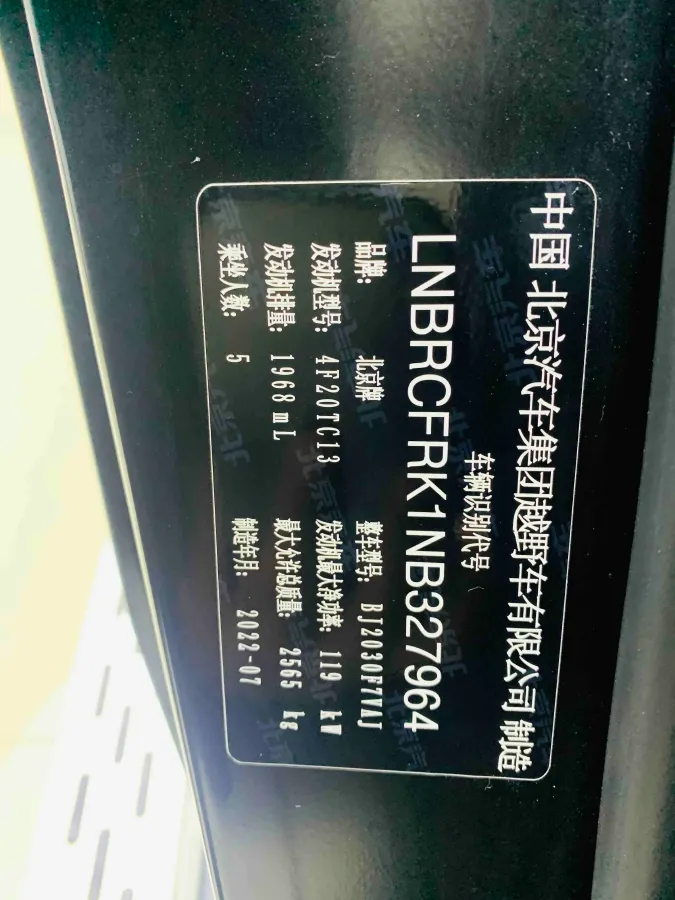 中国 北京汽车集团越野车有限公司 制造
车辆识别代号
LNBRCFRK1NB327964
品牌: 北京牌 整车型号: BJ2030F7VAJ
发动机型号: 4F20TC13 发动机最大净功率: 119 kW
发动机排量: 1968 mL 最大允许总质量: 2565 kg
乘坐人数: 5 制造年月: 2022-07